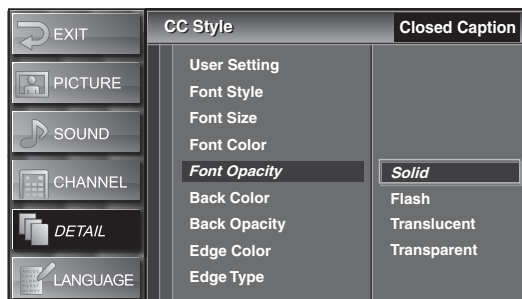 EXIT
PICTURE
SOUND
CHANNEL
DETAIL
LANGUAGE
CC Style
Closed Caption
User Setting
Font Style
Font Size
Font Color
Font Opacity
Back Color
Back Opacity
Edge Color
Edge Type
Solid
Flash
Translucent
Transparent